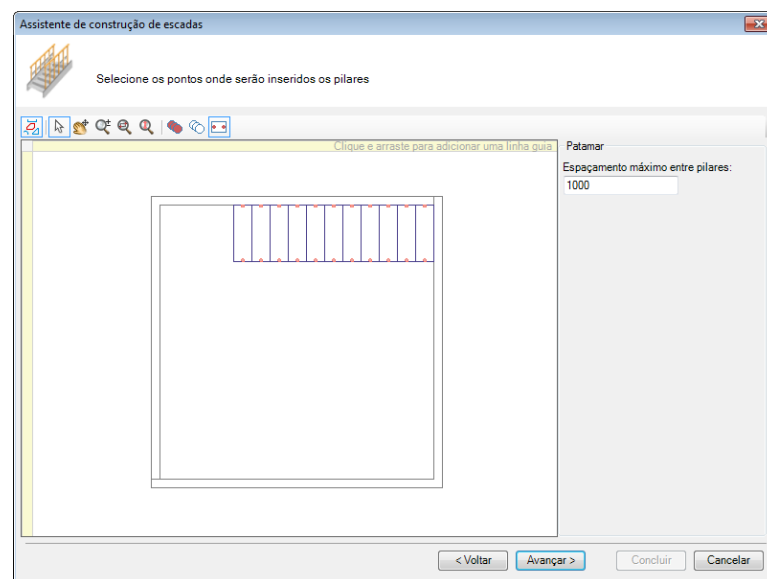 Assistente de construção de escadas
Selecione os pontos onde serão inseridos os pilares
Clique e arraste para adicionar uma linha guia
Patamar
Espaçamento máximo entre pilares:
1000
< Voltar
Avançar >
Concluir
Cancelar